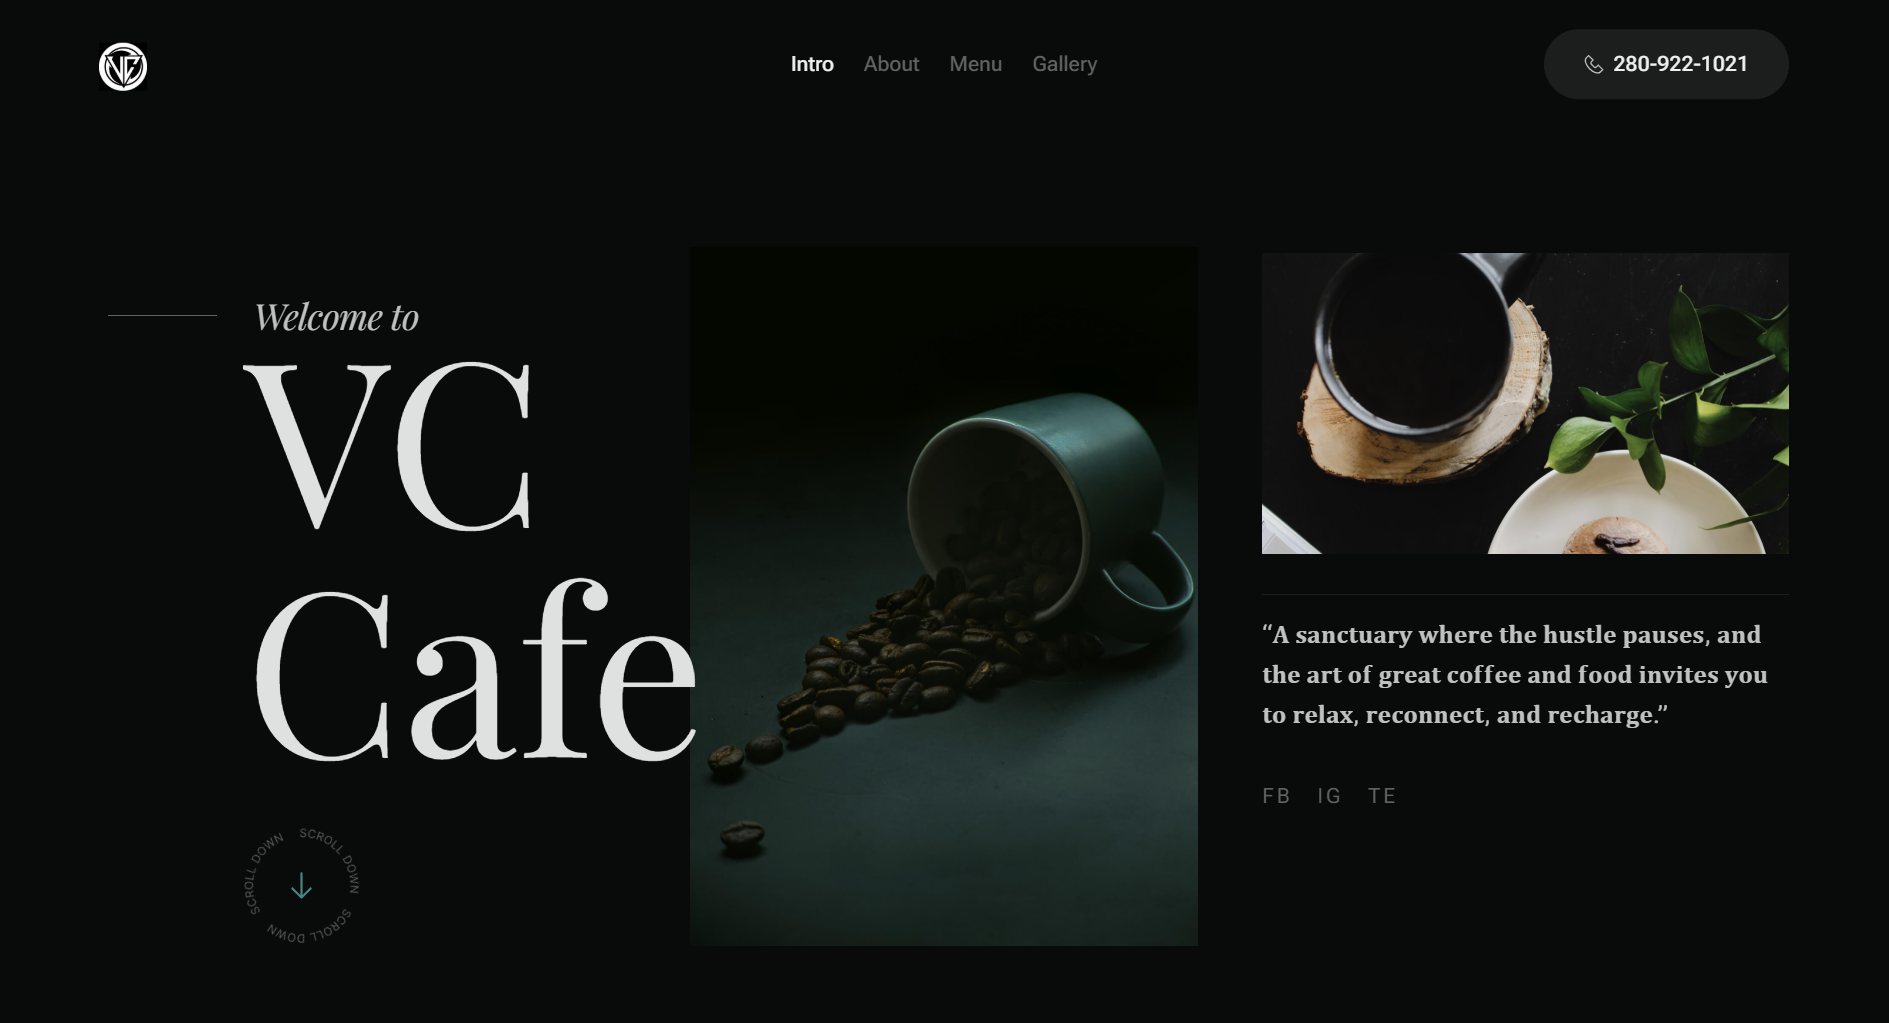 VC
Intro About Menu Gallery
280-922-1021
Welcome to
VC
Cafe
SCROLL DOWN SCROLL DOWN SCROLL DOWN SCROLL DOWN
“A sanctuary where the hustle pauses, and
the art of great coffee and food invites you
to relax, reconnect, and recharge.”
FB IG TE